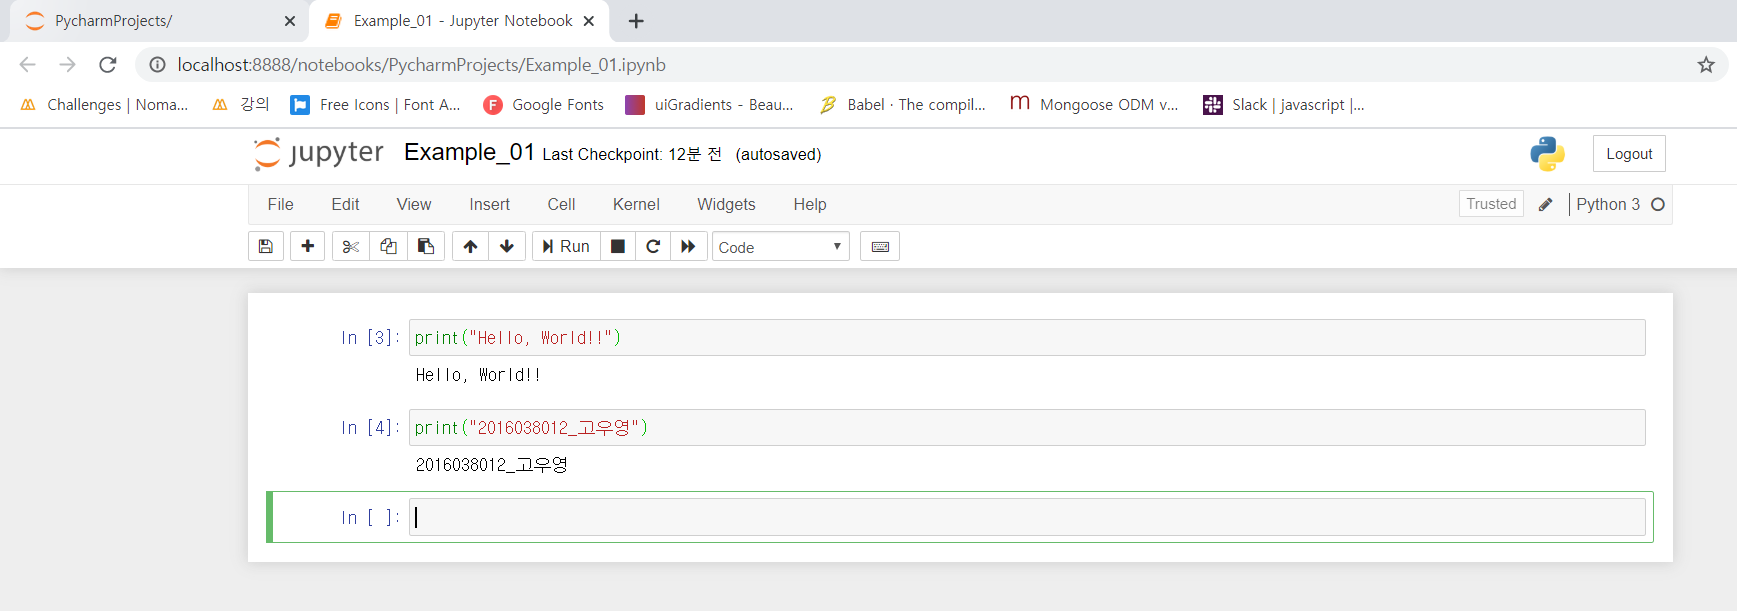 PycharmProjects/
Example_01 - Jupyter Notebook
localhost:8888/notebooks/PycharmProjects/Example_01.ipynb
Challenges | Noma... 강의 Free Icons | Font A... Google Fonts uiGradients - Beau... Babel · The compil... Mongoose ODM v... Slack | javascript |...
jupyter Example_01 Last Checkpoint: 12분 전 (autosaved) Logout
File Edit View Insert Cell Kernel Widgets Help Trusted Python 3
Run Code
In [3]: print("Hello, World!!")
Hello, World!!
In [4]: print("2016038012_고우영")
2016038012_고우영
In [ ]: